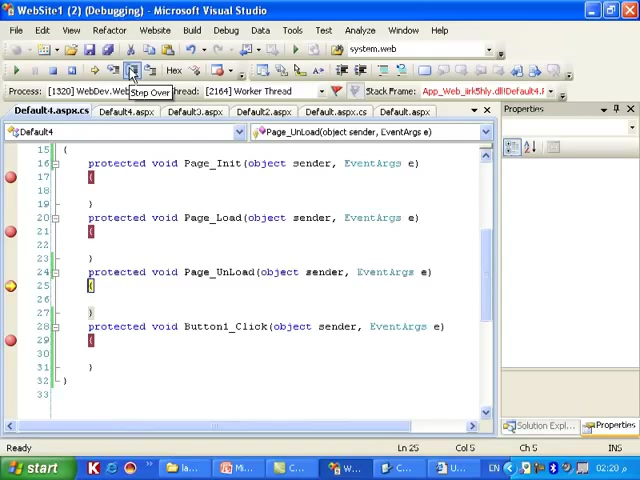 WebSite1 (2) (Debugging) - Microsoft Visual Studio
File Edit View Refactor Website Build Debug Data Format Tools Test Analyze Window Help
system.web
Hex
Process: [1320] WebDev.Web Thread: [2164] Worker Thread Stack Frame: App_Web_iirk5hly.dll!Default4.F
Step Over
Default4.aspx.cs Default4.aspx Default3.aspx Default2.aspx Default.aspx.cs Default.aspx
Properties
Default4 Page_UnLoad(object sender, EventArgs e)
15 {
16 protected void Page_Init(object sender, EventArgs e)
17 {
18
19 }
20 protected void Page_Load(object sender, EventArgs e)
21 {
22
23 }
24 protected void Page_UnLoad(object sender, EventArgs e)
25 {
26
27 }
28 protected void Button1_Click(object sender, EventArgs e)
29 {
30
31 }
32 }
33
Solution Expl... Properties
Ready Ln 25 Col 5 Ch 5 INS
start la... Mi... C... W... C... U... EN 02:20 م